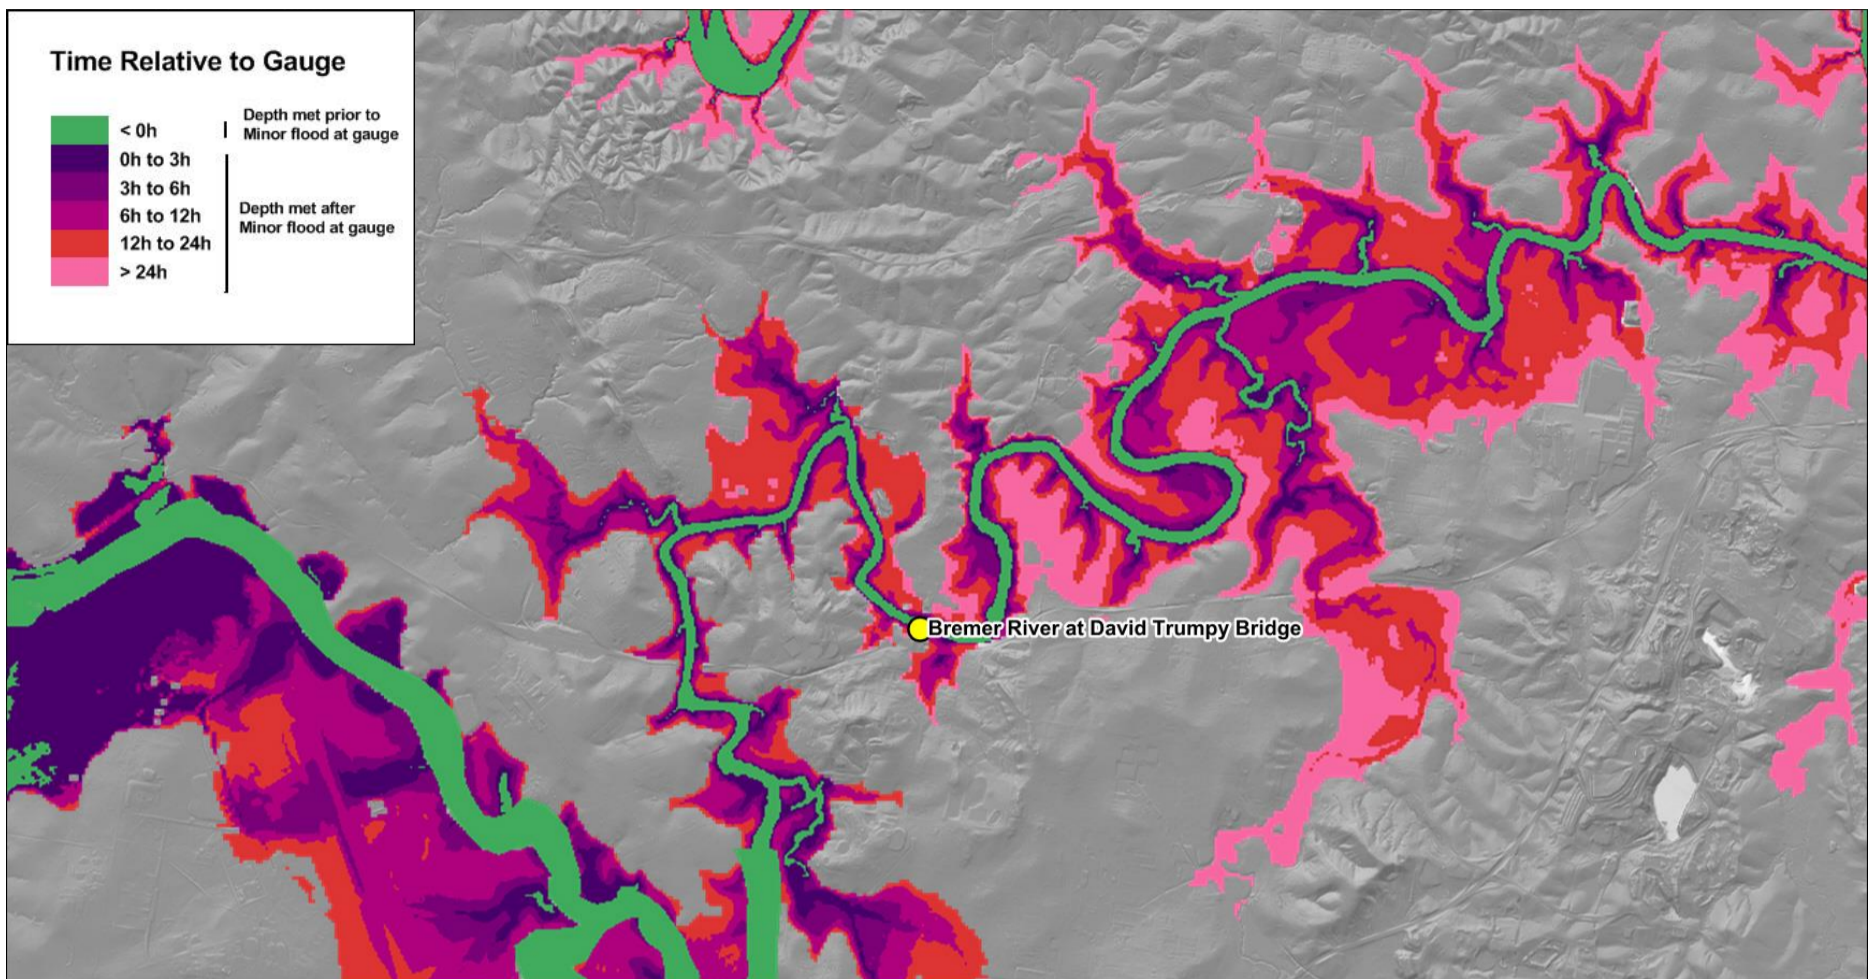 Time Relative to Gauge
< 0h
Depth met prior to
Minor flood at gauge
0h to 3h
3h to 6h
6h to 12h
12h to 24h
> 24h
Depth met after
Minor flood at gauge
Bremer River at David Trumpy Bridge